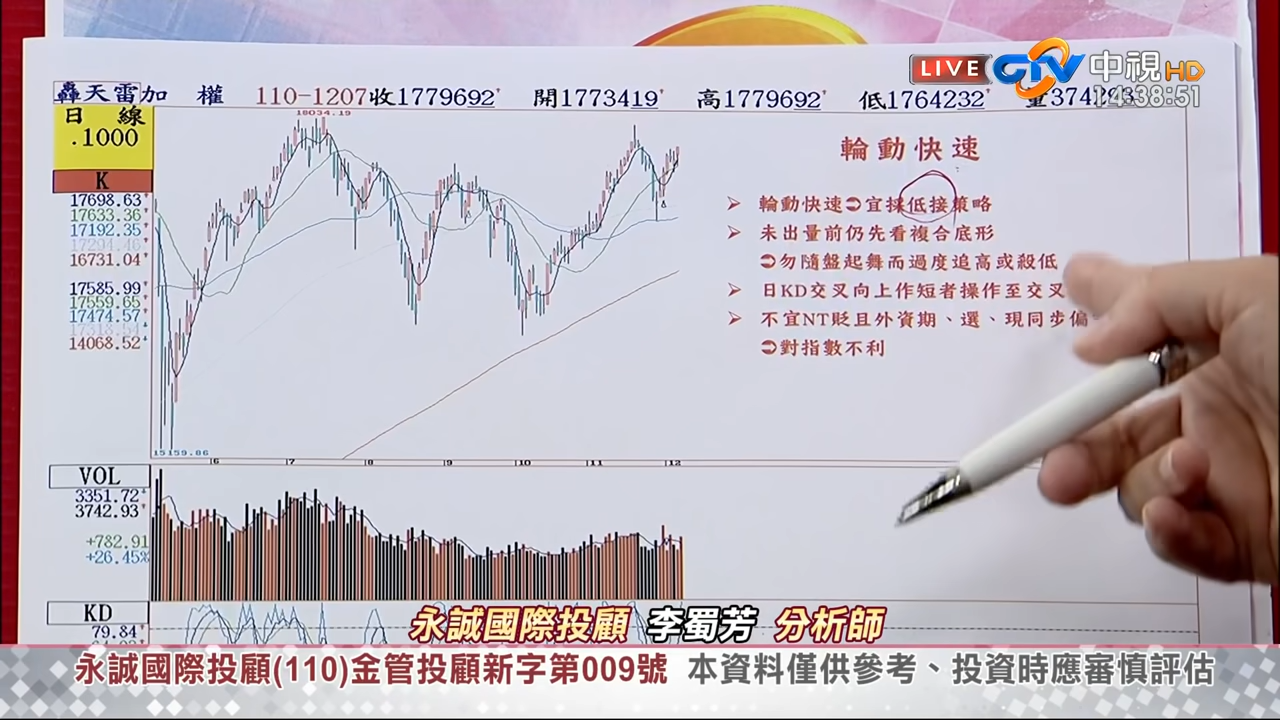 LIVE CTV 中視HD
14:38:51
轟天雷加 權 110-1207收1779692 開1773419 高1779692 低1764232
日 線
.1000
K
17698.63
17633.36
17192.35
17204.46
16731.04
17585.99
17559.65
17474.57
14068.52
18034.19
15159.86
6 7 8 9 10 11 12
輪動快速
輪動快速➲宜採低接策略
未出量前仍先看複合底形
➲勿隨盤起舞而過度追高或殺低
日KD交叉向上作短者操作至交叉
不宜NT貶且外資期、選、現同步偏
➲對指數不利
VOL
3351.72
3742.93
+782.91
+26.45%
KD
79.84
永誠國際投顧 李蜀芳 分析師
永誠國際投顧(110)金管投顧新字第009號 本資料僅供參考、投資時應審慎評估